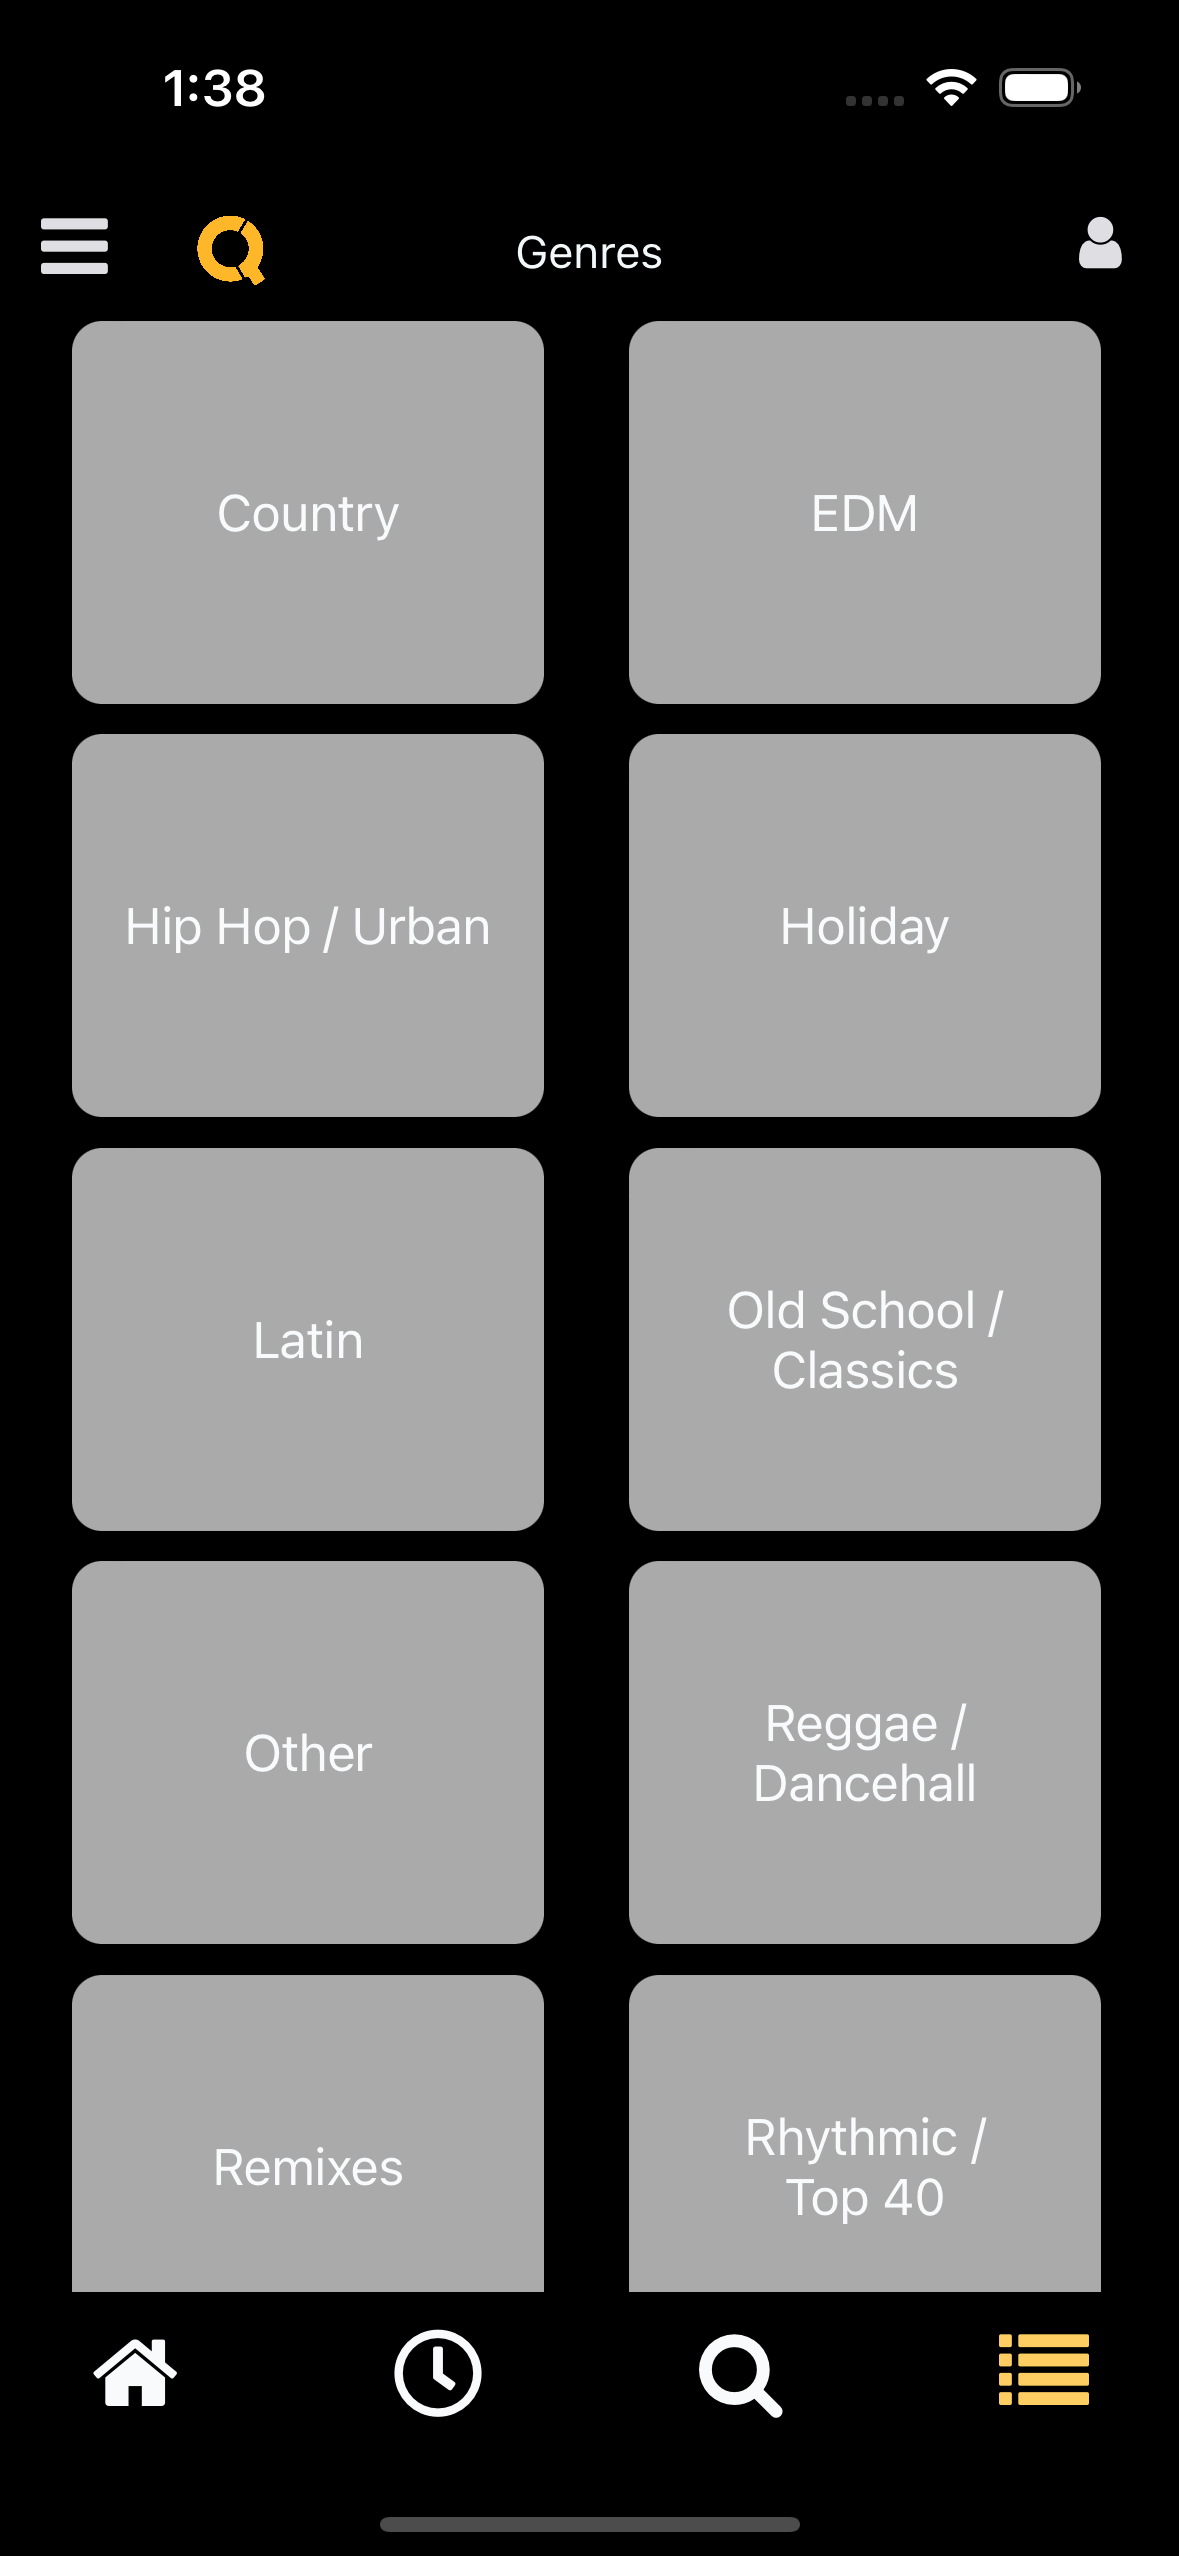 1:38
Genres
Country
EDM
Hip Hop / Urban
Holiday
Latin
Old School /
Classics
Other
Reggae /
Dancehall
Remixes
Rhythmic /
Top 40